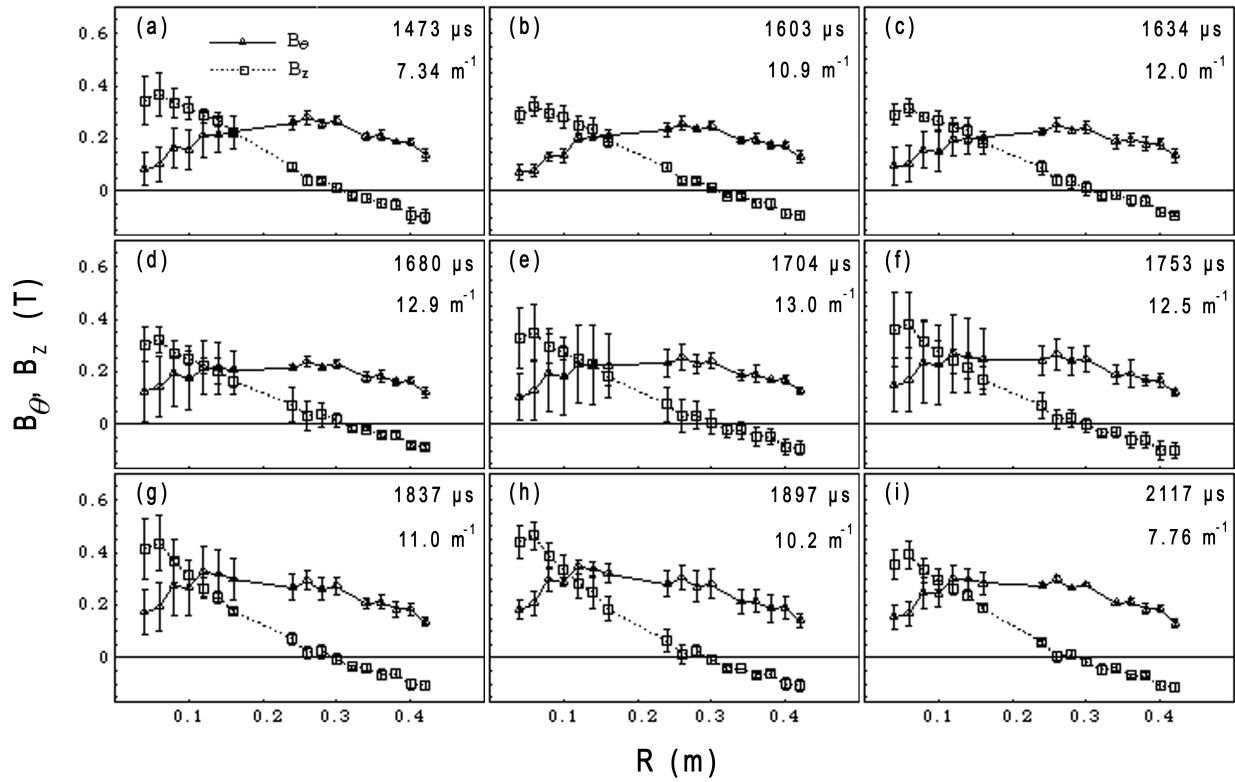 (a) 1473 µs
B_θ
B_z 7.34 m⁻¹
(b) 1603 µs
10.9 m⁻¹
(c) 1634 µs
12.0 m⁻¹
0.6
0.4
0.2
0
(d) 1680 µs
12.9 m⁻¹
(e) 1704 µs
13.0 m⁻¹
(f) 1753 µs
12.5 m⁻¹
0.6
0.4
0.2
0
B_θ, B_z (T)
(g) 1837 µs
11.0 m⁻¹
(h) 1897 µs
10.2 m⁻¹
(i) 2117 µs
7.76 m⁻¹
0.6
0.4
0.2
0
0.1 0.2 0.3 0.4 0.1 0.2 0.3 0.4 0.1 0.2 0.3 0.4
R (m)